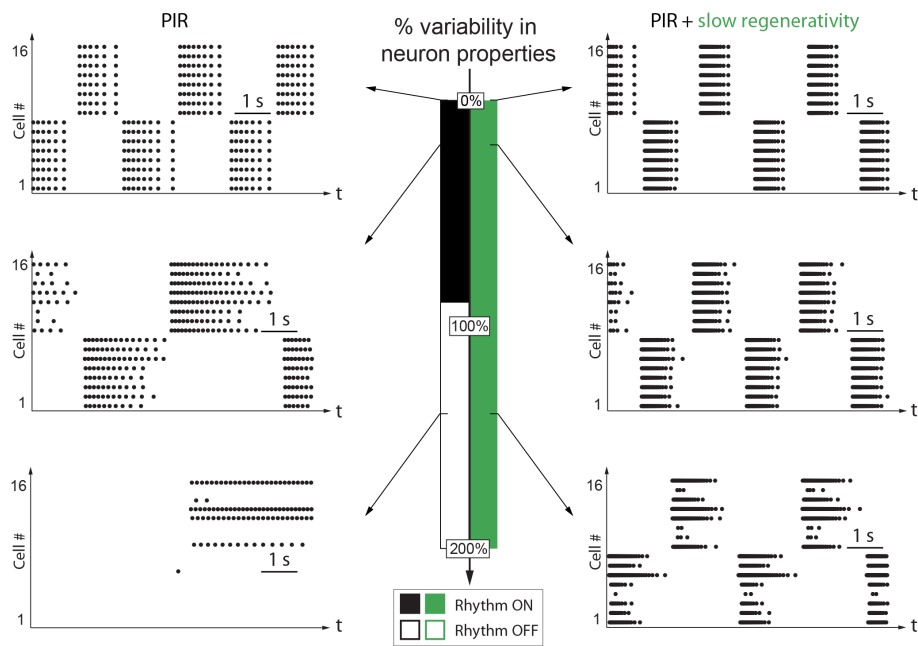 PIR
% variability in
neuron properties
PIR + slow regenerativity
16
Cell #
1
1 s
t
0%
16
Cell #
1
1 s
t
16
Cell #
1
1 s
t
100%
16
Cell #
1
1 s
t
16
Cell #
1
1 s
t
200%
16
Cell #
1
1 s
t
Rhythm ON
Rhythm OFF